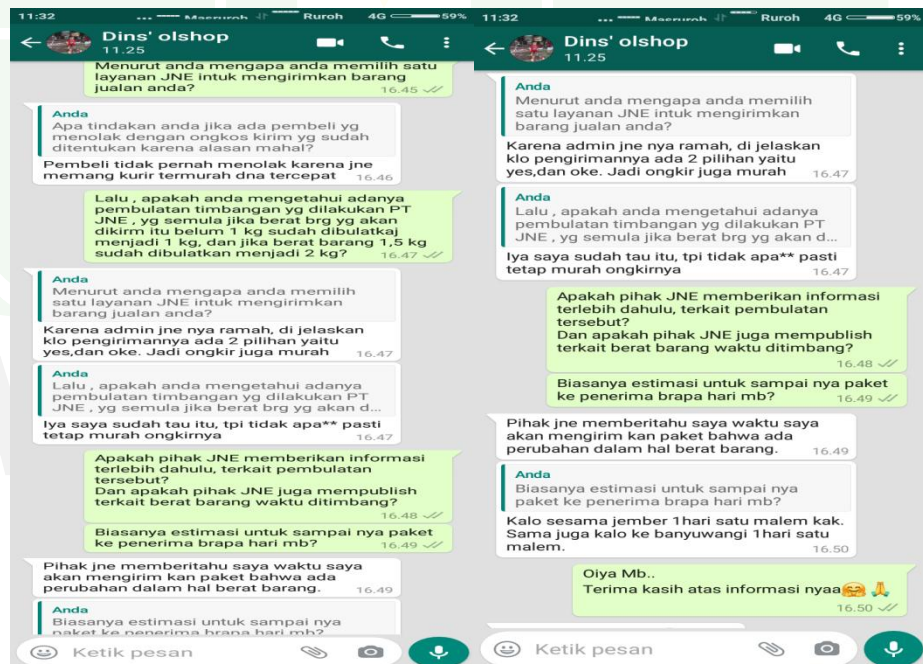 11:32 ... Masruroh Ruroh 4G 59%
Dins' olshop
11.25
Menurut anda mengapa anda memilih satu
layanan JNE intuk mengirimkan barang
jualan anda?
16.45
Anda
Apa tindakan anda jika ada pembeli yg
menolak dengan ongkos kirim yg sudah
ditentukan karena alasan mahal?
Pembeli tidak pernah menolak karena jne
memang kurir termurah dna tercepat 16.46
Lalu , apakah anda mengetahui adanya
pembulatan timbangan yg dilakukan PT
JNE , yg semula jika berat brg yg akan
dikirm itu belum 1 kg sudah dibulatkaj
menjadi 1 kg, dan jika berat barang 1,5 kg
sudah dibulatkan menjadi 2 kg? 16.47
Anda
Menurut anda mengapa anda memilih
satu layanan JNE intuk mengirimkan
barang jualan anda?
Karena admin jne nya ramah, di jelaskan
klo pengirimannya ada 2 pilihan yaitu
yes,dan oke. Jadi ongkir juga murah 16.47
Anda
Lalu , apakah anda mengetahui adanya
pembulatan timbangan yg dilakukan PT
JNE , yg semula jika berat brg yg akan d...
Iya saya sudah tau itu, tpi tidak apa** pasti
tetap murah ongkirnya 16.47
Apakah pihak JNE memberikan informasi
terlebih dahulu, terkait pembulatan
tersebut?
Dan apakah pihak JNE juga mempublish
terkait berat barang waktu ditimbang?
16.48
Biasanya estimasi untuk sampai nya paket
ke penerima brapa hari mb? 16.49
Pihak jne memberitahu saya waktu saya
akan mengirim kan paket bahwa ada
perubahan dalam hal berat barang. 16.49
Anda
Biasanya estimasi untuk sampai nya
paket ke penerima brapa hari mb?
Ketik pesan
11:32 ... Masruroh Ruroh 4G 59%
Dins' olshop
11.25
Anda
Menurut anda mengapa anda memilih
satu layanan JNE intuk mengirimkan
barang jualan anda?
Karena admin jne nya ramah, di jelaskan
klo pengirimannya ada 2 pilihan yaitu
yes,dan oke. Jadi ongkir juga murah 16.47
Anda
Lalu , apakah anda mengetahui adanya
pembulatan timbangan yg dilakukan PT
JNE , yg semula jika berat brg yg akan d...
Iya saya sudah tau itu, tpi tidak apa** pasti
tetap murah ongkirnya 16.47
Apakah pihak JNE memberikan informasi
terlebih dahulu, terkait pembulatan
tersebut?
Dan apakah pihak JNE juga mempublish
terkait berat barang waktu ditimbang?
16.48
Biasanya estimasi untuk sampai nya paket
ke penerima brapa hari mb? 16.49
Pihak jne memberitahu saya waktu saya
akan mengirim kan paket bahwa ada
perubahan dalam hal berat barang. 16.49
Anda
Biasanya estimasi untuk sampai nya
paket ke penerima brapa hari mb?
Kalo sesama jember 1hari satu malem kak.
Sama juga kalo ke banyuwangi 1hari satu
malem. 16.50
Oiya Mb..
Terima kasih atas informasi nyaa🤗🙏
16.50
Ketik pesan